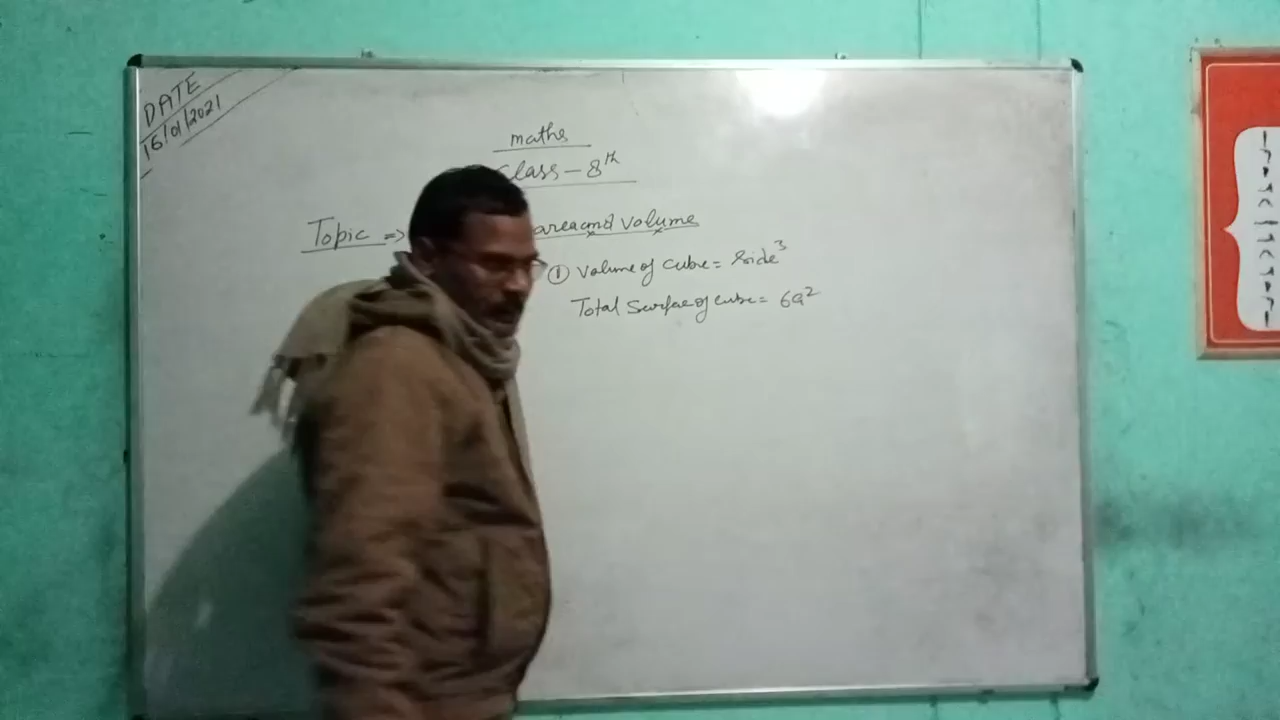 DATE
15/01/2021
maths
Class - 8th
Topic => area and Volume
① Volume of Cube = Side³
Total Surface of Cube = 6a²